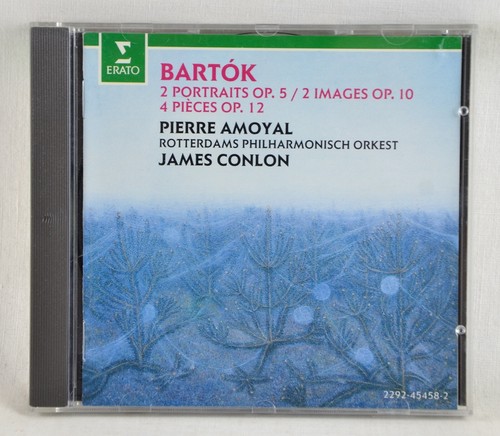 ERATO
BARTÓK
2 PORTRAITS OP. 5 / 2 IMAGES OP. 10
4 PIÈCES OP. 12
PIERRE AMOYAL
ROTTERDAMS PHILHARMONISCH ORKEST
JAMES CONLON
2292-45458-2